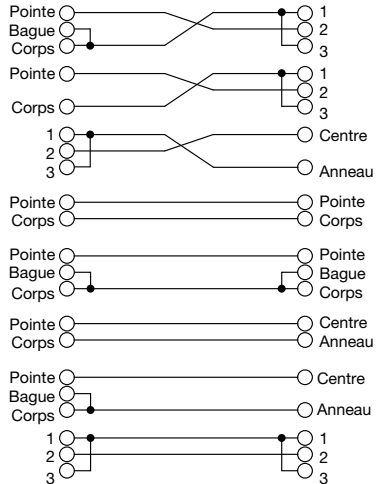 Pointe 1
Bague 2
Corps 3
Pointe 1
2
Corps 3
1 Centre
2
3 Anneau
Pointe Pointe
Corps Corps
Pointe Pointe
Bague Bague
Corps Corps
Pointe Centre
Corps Anneau
Pointe Centre
Bague
Corps Anneau
1 1
2 2
3 3